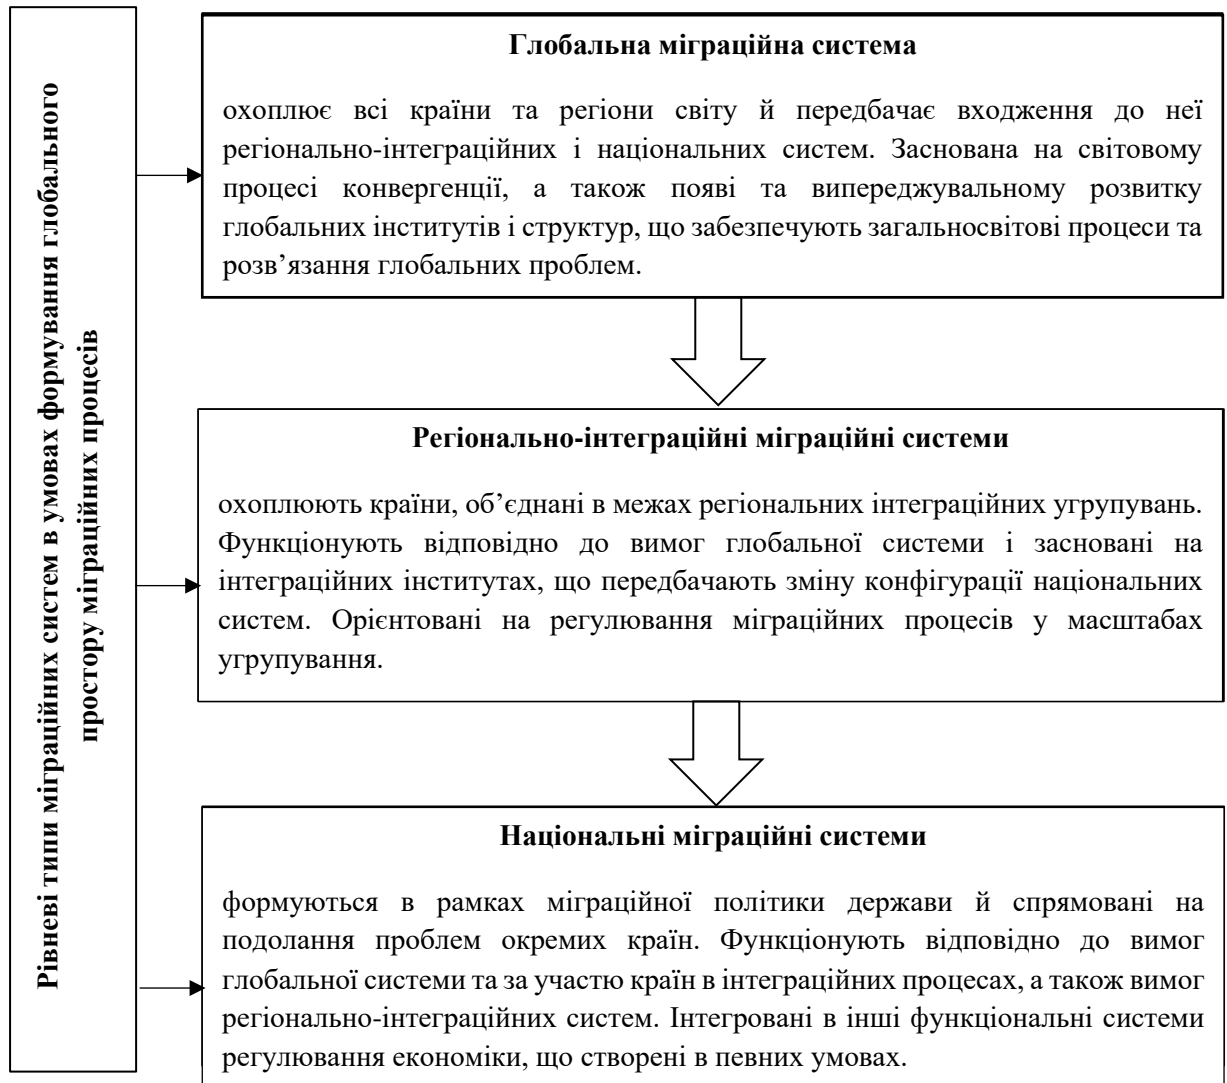 Рівневі типи міграційних систем в умовах формування глобального
простору міграційних процесів
Глобальна міграційна система
охоплює всі країни та регіони світу й передбачає входження до неї
регіонально-інтеграційних і національних систем. Заснована на світовому
процесі конвергенції, а також появі та випереджувальному розвитку
глобальних інститутів і структур, що забезпечують загальносвітові процеси та
розв’язання глобальних проблем.
Регіонально-інтеграційні міграційні системи
охоплюють країни, об’єднані в межах регіональних інтеграційних угрупувань.
Функціонують відповідно до вимог глобальної системи і засновані на
інтеграційних інститутах, що передбачають зміну конфігурації національних
систем. Орієнтовані на регулювання міграційних процесів у масштабах
угрупування.
Національні міграційні системи
формуються в рамках міграційної політики держави й спрямовані на
подолання проблем окремих країн. Функціонують відповідно до вимог
глобальної системи та за участю країн в інтеграційних процесах, а також вимог
регіонально-інтеграційних систем. Інтегровані в інші функціональні системи
регулювання економіки, що створені в певних умовах.